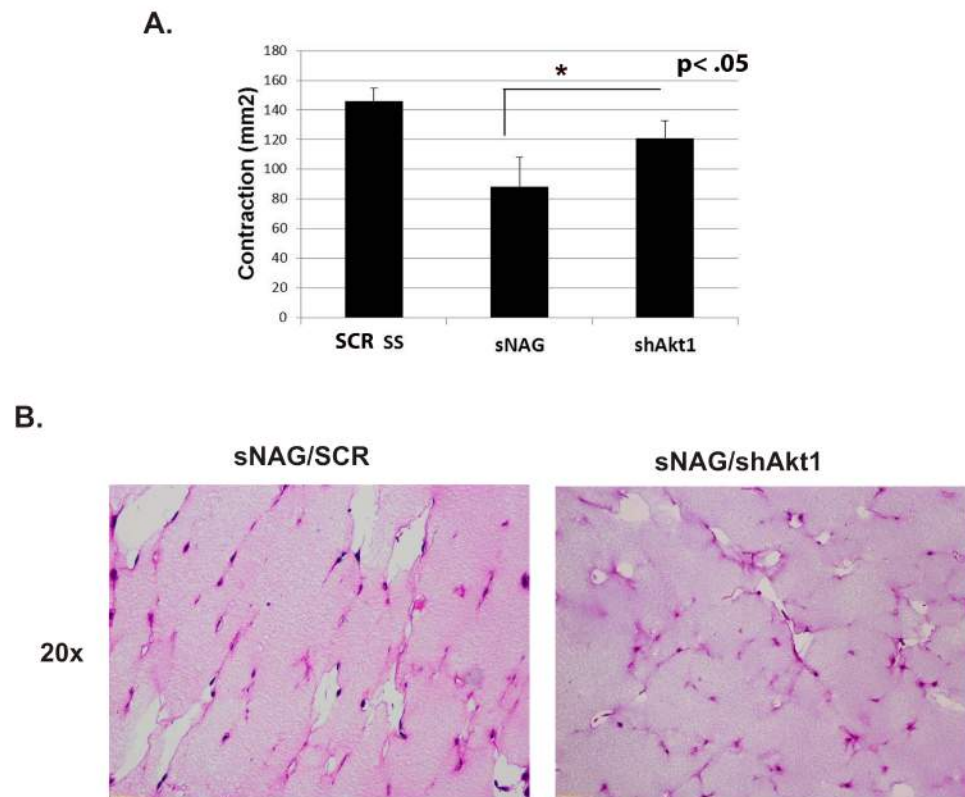 A.
180
160
140
120
100
80
60
40
20
0
Contraction (mm2)
*
p< .05
SCR SS
sNAG
shAkt1
B.
sNAG/SCR
sNAG/shAkt1
20x